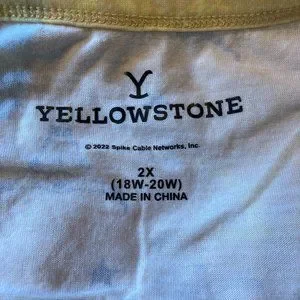 YELLOWSTONE
© 2022 Spike Cable Networks, Inc.
2X
(18W-20W)
MADE IN CHINA